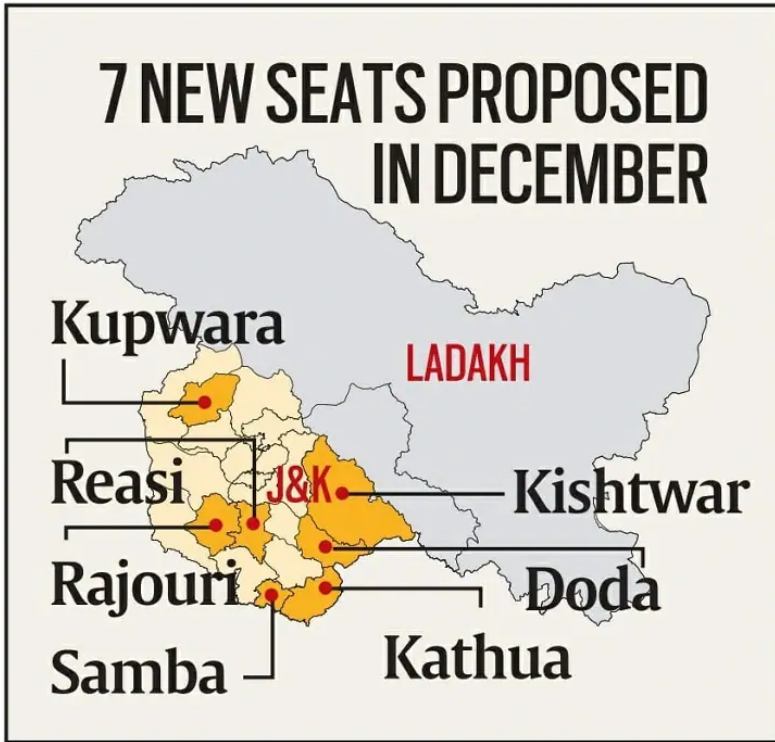 7 NEW SEATS PROPOSED
IN DECEMBER
Kupwara
LADAKH
Reasi
J&K
Kishtwar
Rajouri
Doda
Samba
Kathua